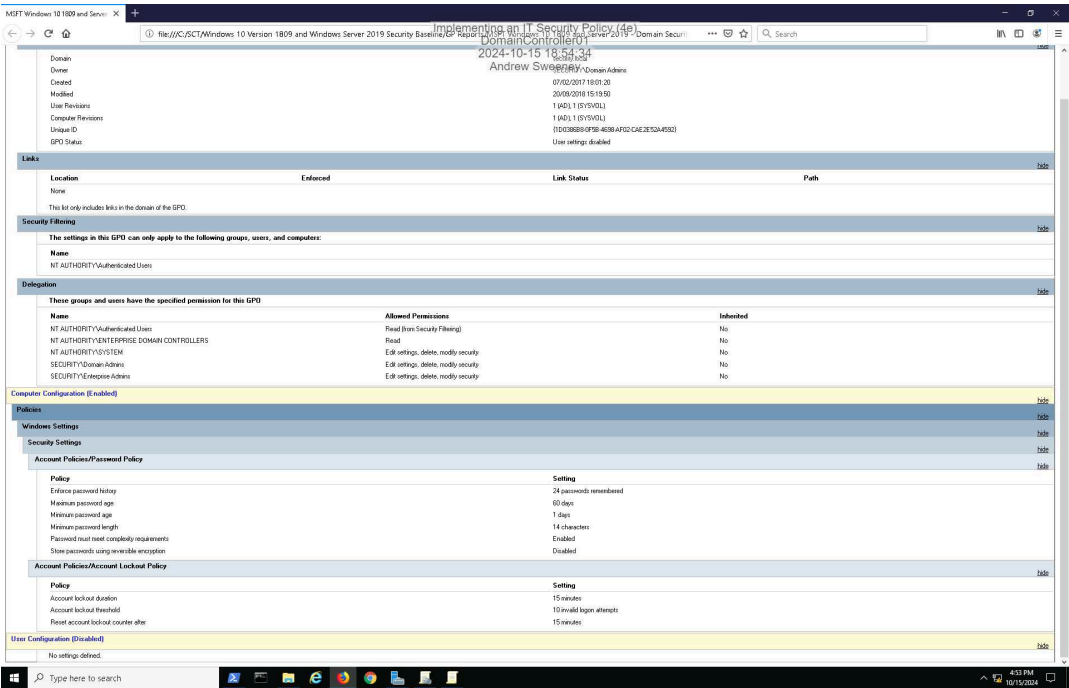 MSFT Windows 10 1809 and Server
file:///C:/SCT/Windows 10 Version 1809 and Windows Server 2019 Security Baseline/GP Reports/MSFT Windows 10 1809 and Server 2019 - Domain Securi
Search
Implementing an IT Security Policy (4e)
DomainController01
2024-10-15 18:54:34
Andrew Sweeney
hide
Domain security.local
Owner SECURITY\Domain Admins
Created 07/02/2017 18:01:20
Modified 20/09/2018 15:19:50
User Revisions 1 (AD), 1 (SYSVOL)
Computer Revisions 1 (AD), 1 (SYSVOL)
Unique ID
GPO Status User settings disabled
Links hide
Location Enforced Link Status Path
None
This list only includes links in the domain of the GPO.
Security Filtering hide
The settings in this GPO can only apply to the following groups, users, and computers:
Name
NT AUTHORITY\Authenticated Users
Delegation hide
These groups and users have the specified permission for this GPO
Name Allowed Permissions Inherited
NT AUTHORITY\Authenticated Users Read (from Security Filtering) No
NT AUTHORITY\ENTERPRISE DOMAIN CONTROLLERS Read No
NT AUTHORITY\SYSTEM Edit settings, delete, modify security No
SECURITY\Domain Admins Edit settings, delete, modify security No
SECURITY\Enterprise Admins Edit settings, delete, modify security No
Computer Configuration (Enabled) hide
Policies hide
Windows Settings hide
Security Settings hide
Account Policies/Password Policy hide
Policy Setting
Enforce password history 24 passwords remembered
Maximum password age 60 days
Minimum password age 1 days
Minimum password length 14 characters
Password must meet complexity requirements Enabled
Store passwords using reversible encryption Disabled
Account Policies/Account Lockout Policy hide
Policy Setting
Account lockout duration 15 minutes
Account lockout threshold 10 invalid logon attempts
Reset account lockout counter after 15 minutes
User Configuration (Disabled) hide
No settings defined.
Type here to search
4:53 PM
10/15/2024